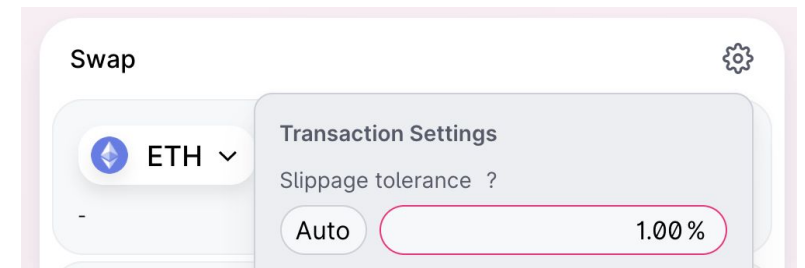 Swap
Transaction Settings
ETH
Slippage tolerance ?
-
Auto 1.00 %